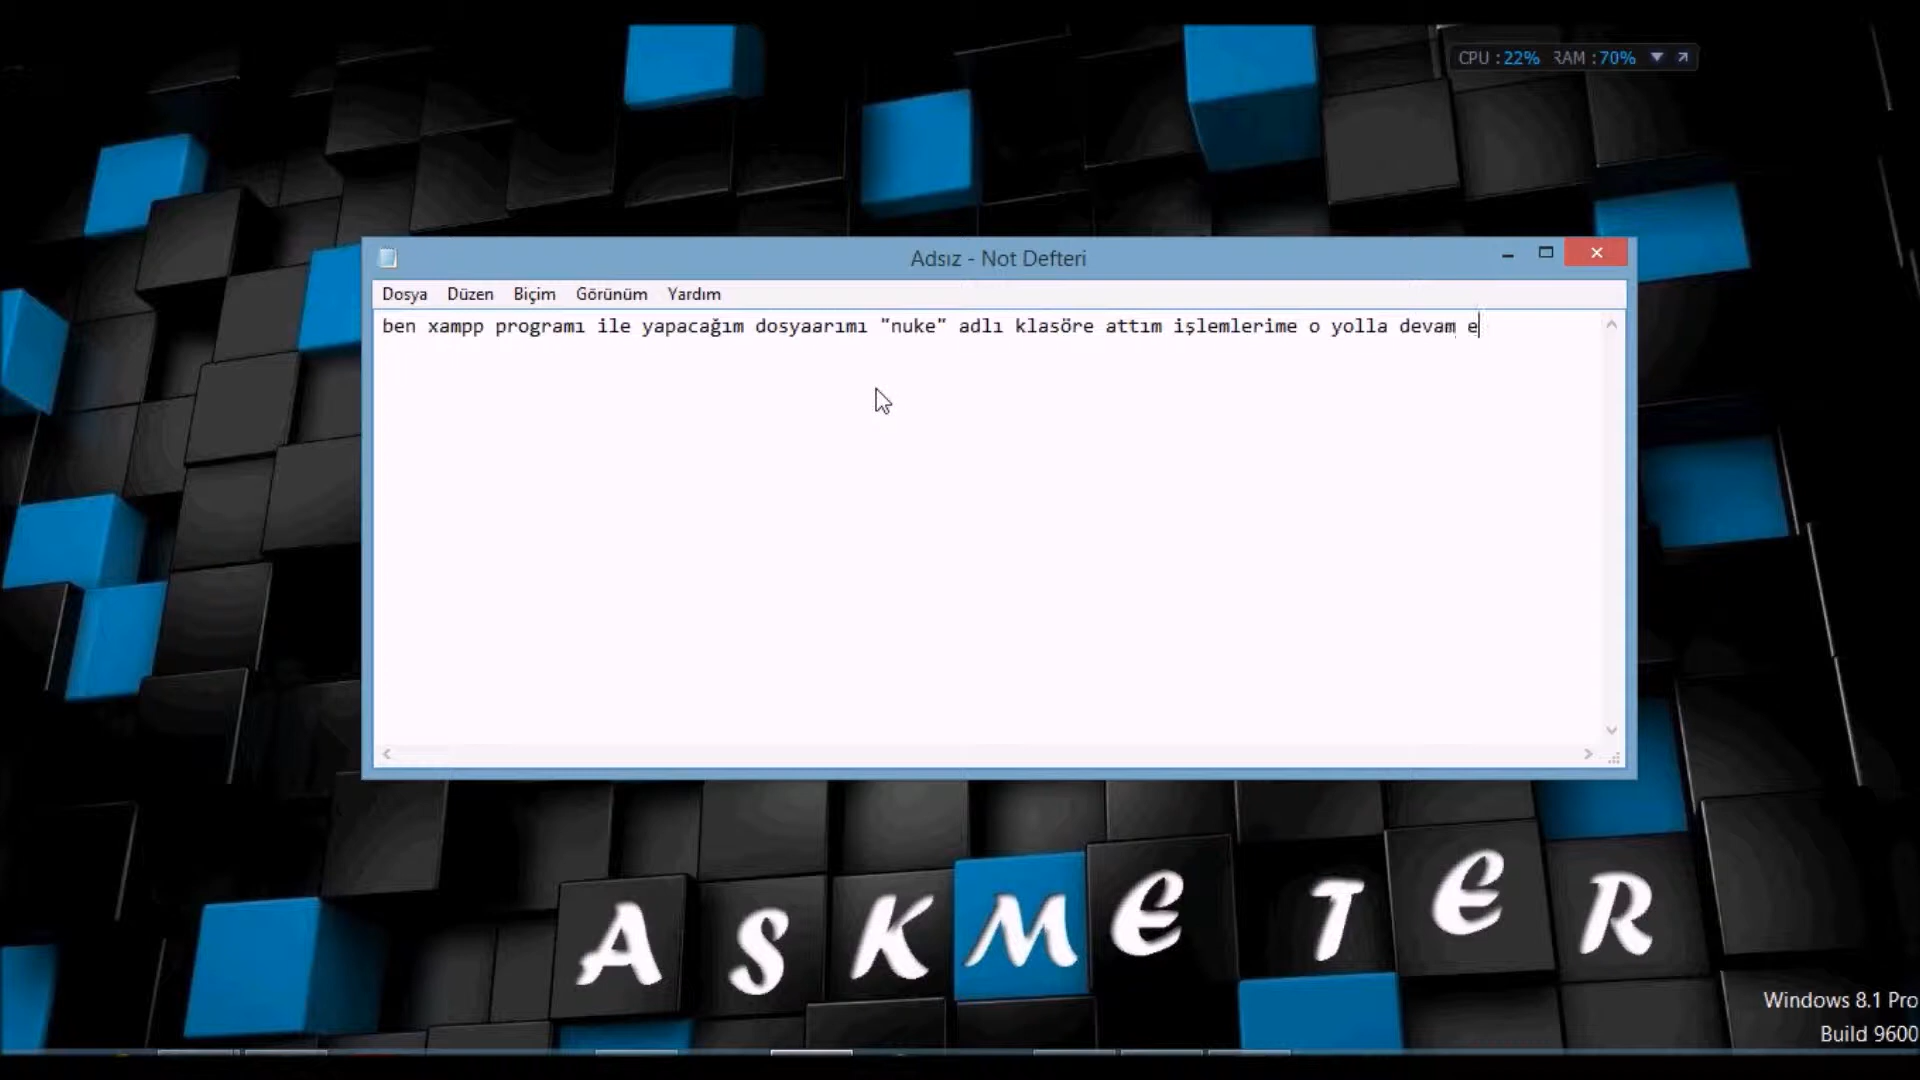 CPU : 22% RAM : 70%
Adsız - Not Defteri
Dosya Düzen Biçim Görünüm Yardım
ben xampp programı ile yapacağım dosyaarımı "nuke" adlı klasöre attım işlemlerime o yolla devam e
ASKMETER
Windows 8.1 Pro
Build 9600